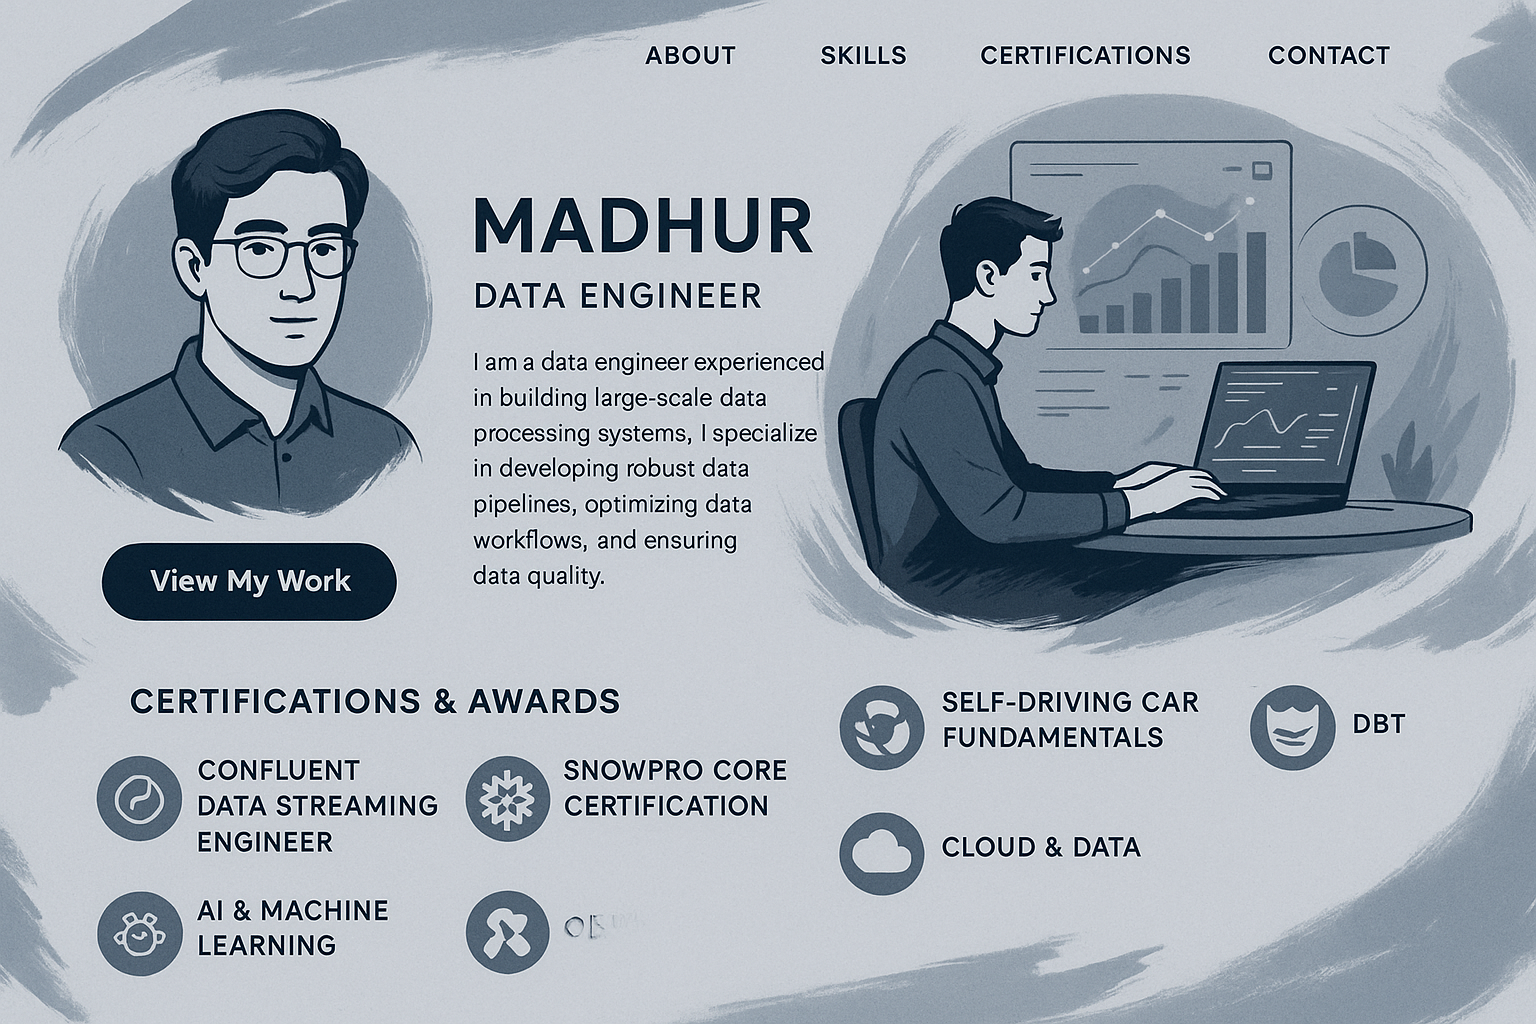 ABOUT SKILLS CERTIFICATIONS CONTACT
MADHUR
DATA ENGINEER
I am a data engineer experienced
in building large-scale data
processing systems, I specialize
in developing robust data
pipelines, optimizing data
workflows, and ensuring
data quality.
View My Work
CERTIFICATIONS & AWARDS
CONFLUENT
DATA STREAMING
ENGINEER
SNOWPRO CORE
CERTIFICATION
AI & MACHINE
LEARNING
SELF-DRIVING CAR
FUNDAMENTALS
DBT
CLOUD & DATA